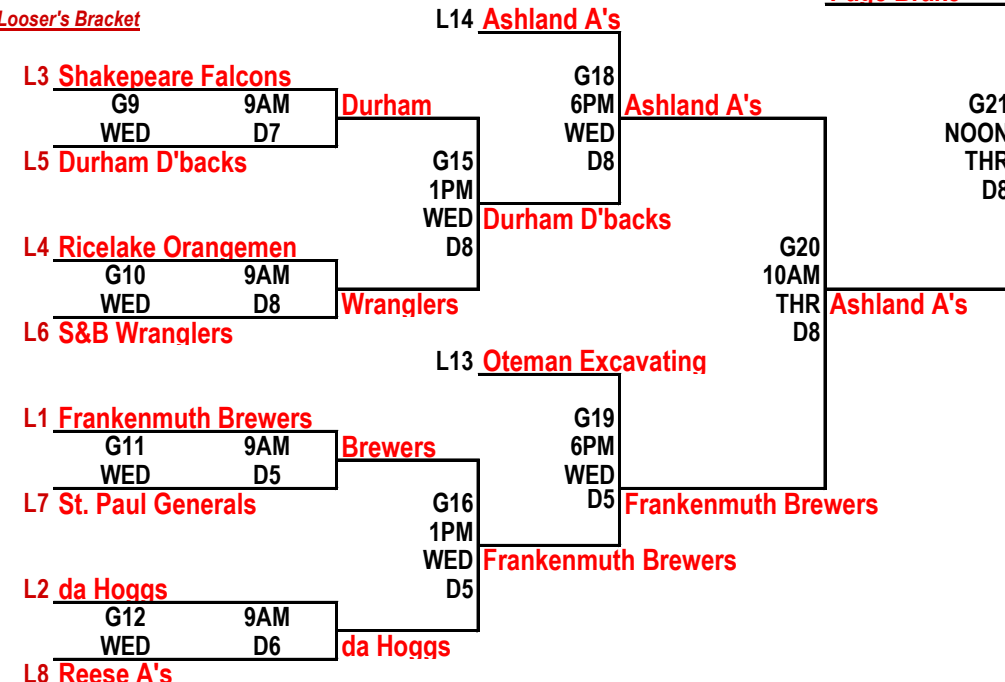 Looser's Bracket
L14 Ashland A's
L3 Shakepeare Falcons
G9 9AM
WED D7
L5 Durham D'backs
Durham
G18
6PM
WED
D8
Ashland A's
G21
NOON
THR
D8
G15
1PM
WED
D8
Durham D'backs
L4 Ricelake Orangemen
G10 9AM
WED D8
L6 S&B Wranglers
Wranglers
G20
10AM
THR
D8
Ashland A's
L13 Oteman Excavating
L1 Frankenmuth Brewers
G11 9AM
WED D5
L7 St. Paul Generals
Brewers
G19
6PM
WED
D5
Frankenmuth Brewers
G16
1PM
WED
D5
Frankenmuth Brewers
L2 da Hoggs
G12 9AM
WED D6
L8 Reese A's
da Hoggs